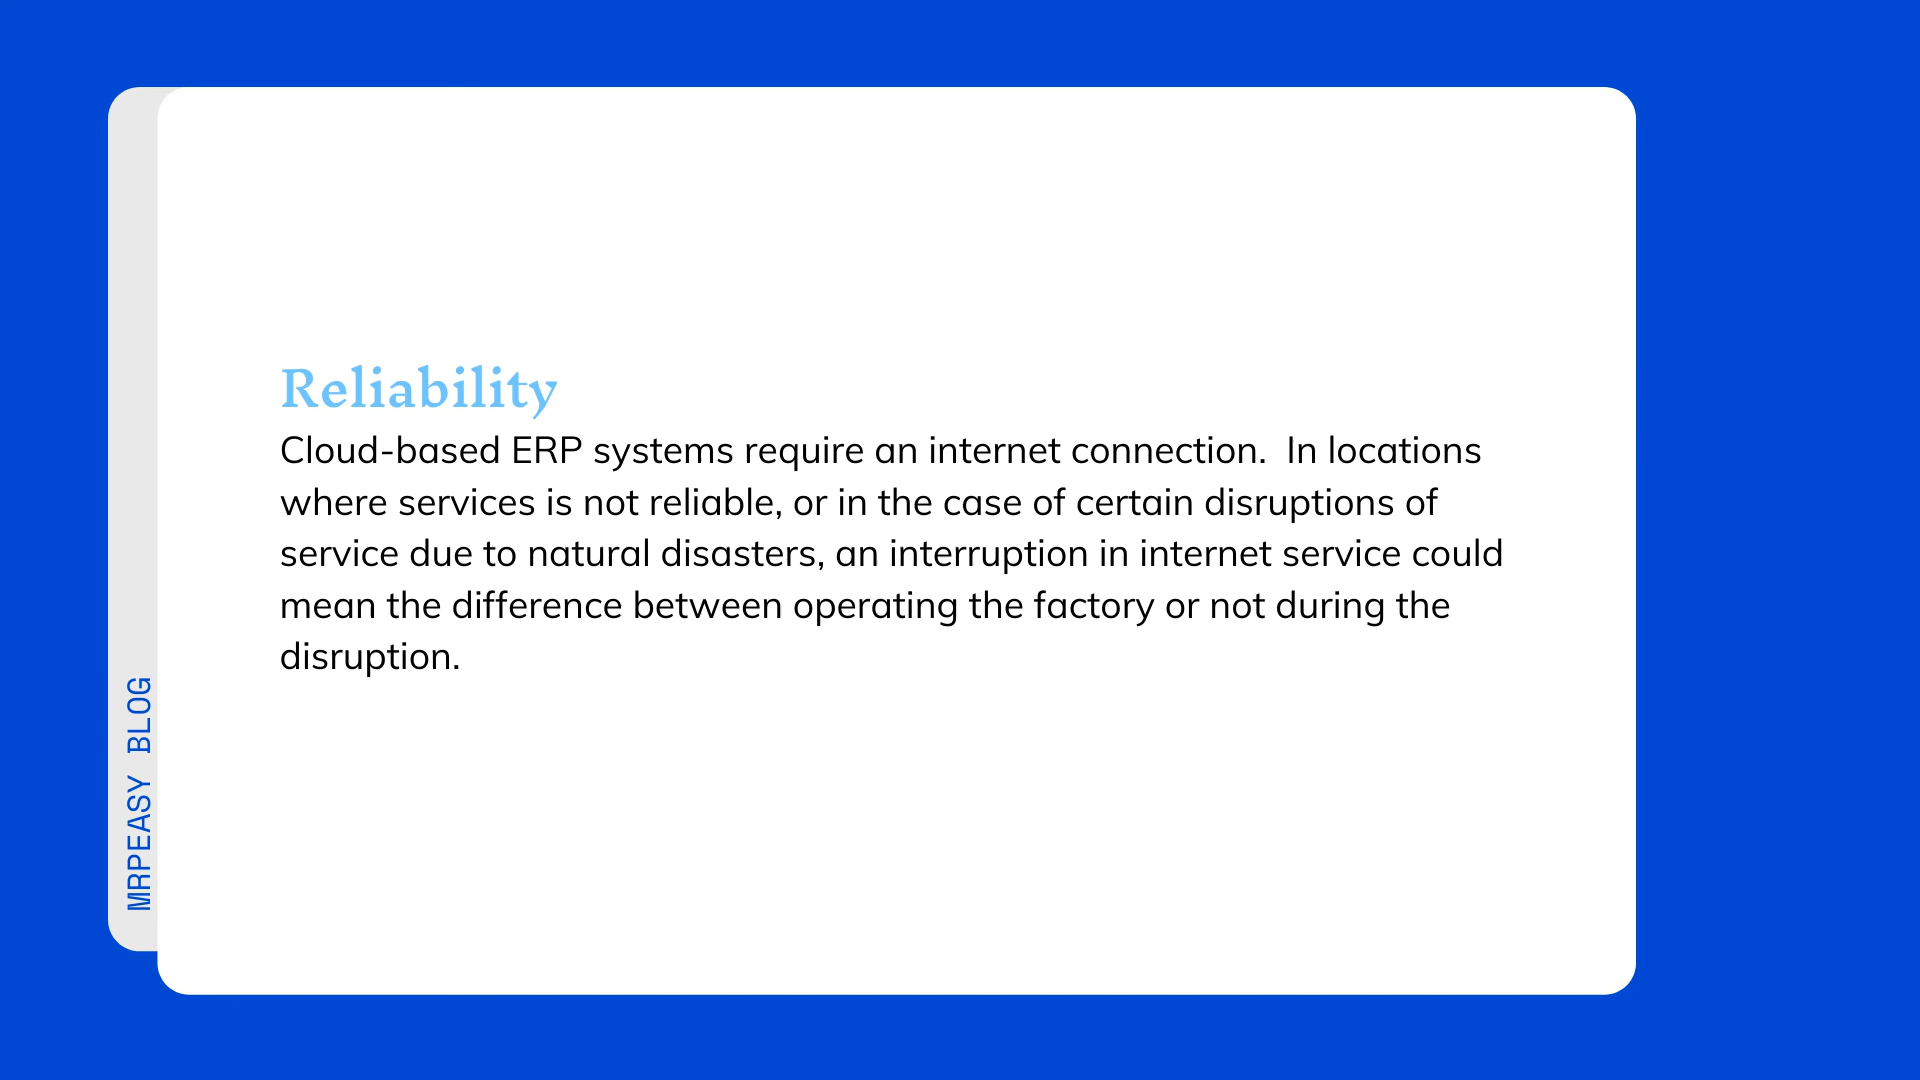 Reliability
Cloud-based ERP systems require an internet connection.  In locations
where services is not reliable, or in the case of certain disruptions of
service due to natural disasters, an interruption in internet service could
mean the difference between operating the factory or not during the
disruption.
MRPEASY BLOG